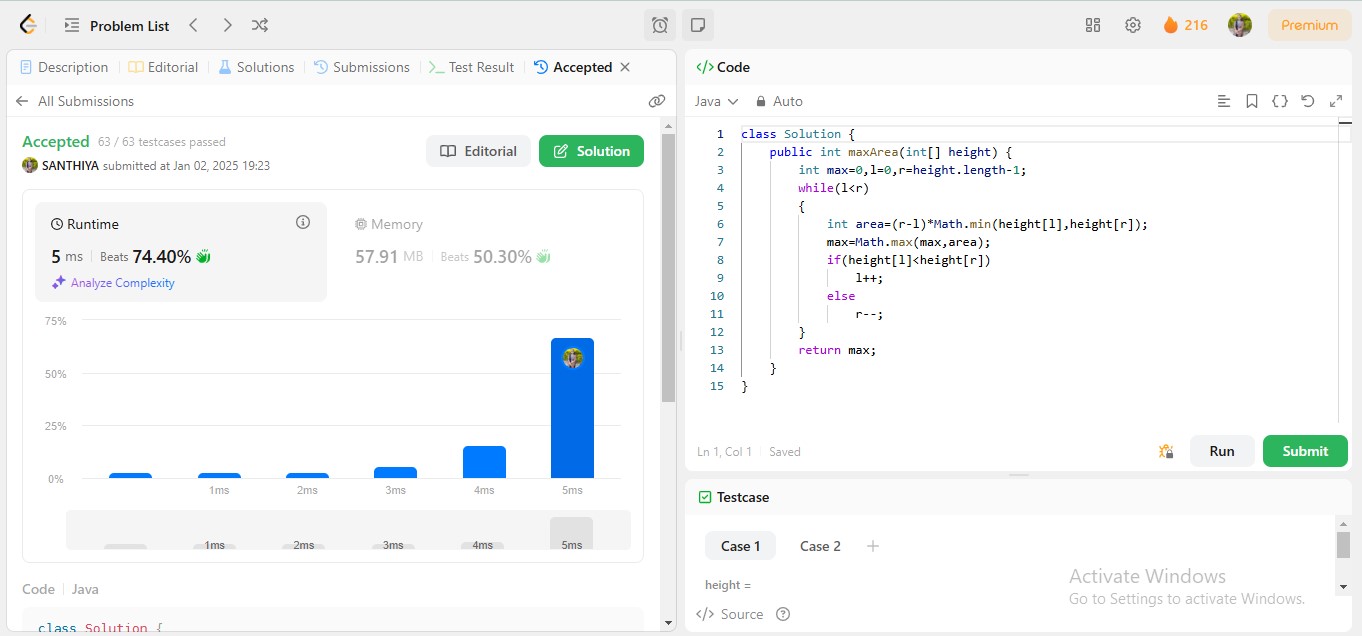 Problem List
216
Premium
Description
Editorial
Solutions
Submissions
Test Result
Accepted
All Submissions
Accepted 63 / 63 testcases passed
SANTHIYA submitted at Jan 02, 2025 19:23
Editorial
Solution
Runtime
5 ms Beats 74.40%
Analyze Complexity
Memory
57.91 MB Beats 50.30%
75%
50%
25%
0%
1ms 2ms 3ms 4ms 5ms
1ms 2ms 3ms 4ms 5ms
Code Java
class Solution {
</> Code
Java Auto
1 class Solution {
2 public int maxArea(int[] height) {
3 int max=0,l=0,r=height.length-1;
4 while(l<r)
5 {
6 int area=(r-l)*Math.min(height[l],height[r]);
7 max=Math.max(max,area);
8 if(height[l]<height[r])
9 l++;
10 else
11 r--;
12 }
13 return max;
14 }
15 }
Ln 1, Col 1 Saved
Run
Submit
Testcase
Case 1 Case 2 +
height =
</> Source
Activate Windows
Go to Settings to activate Windows.